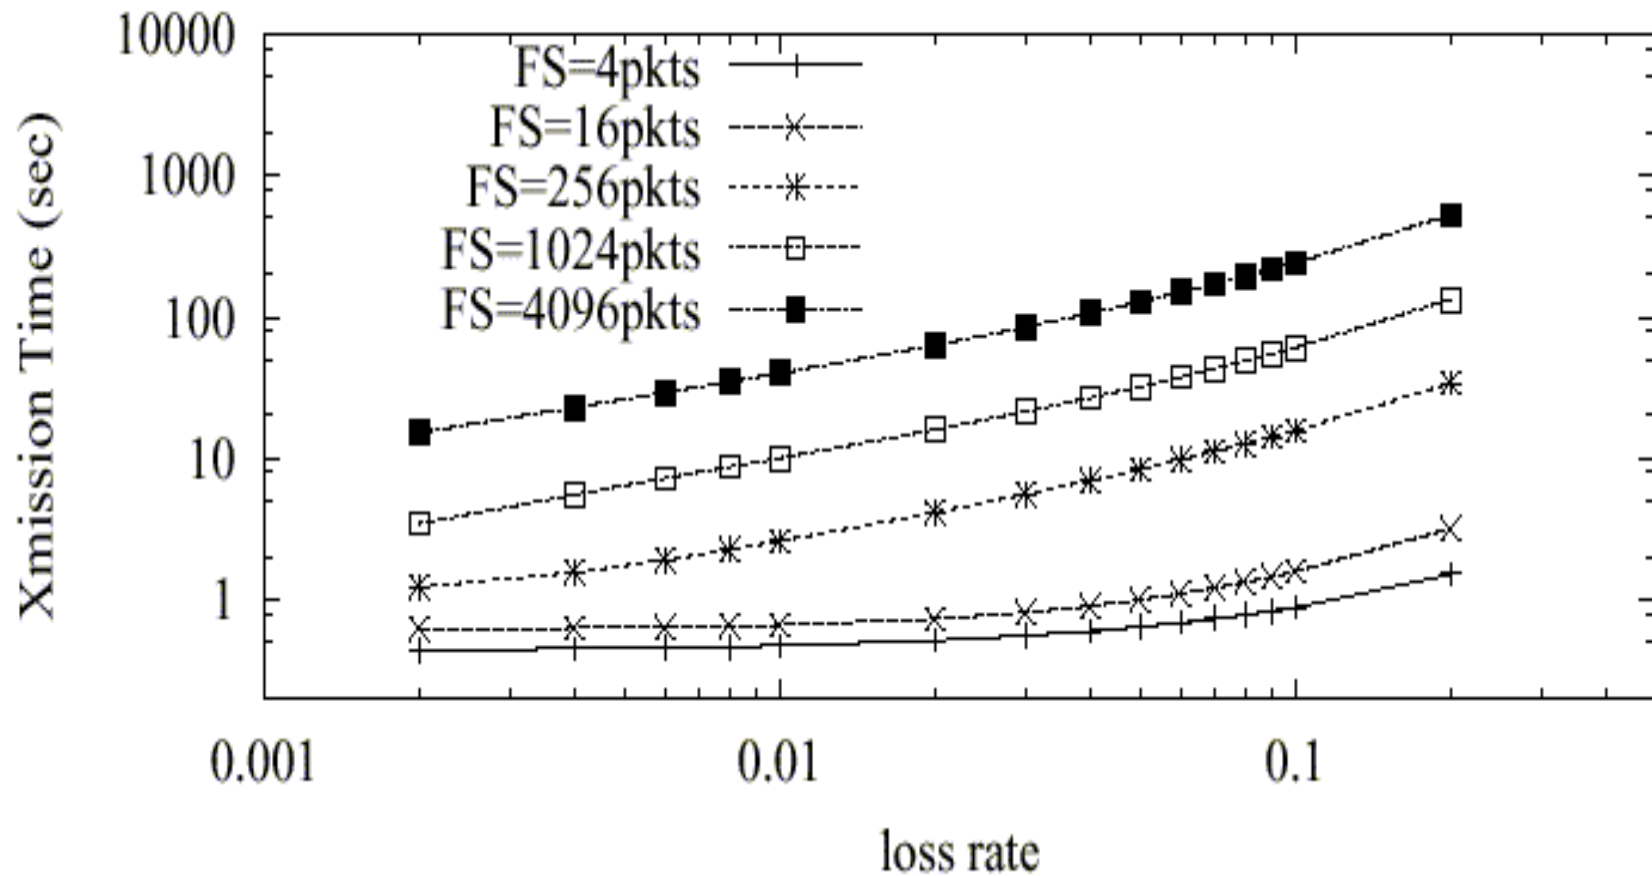 10000
1000
100
10
1
Xmission Time (sec)
FS=4pkts
FS=16pkts
FS=256pkts
FS=1024pkts
FS=4096pkts
0.001
0.01
0.1
loss rate